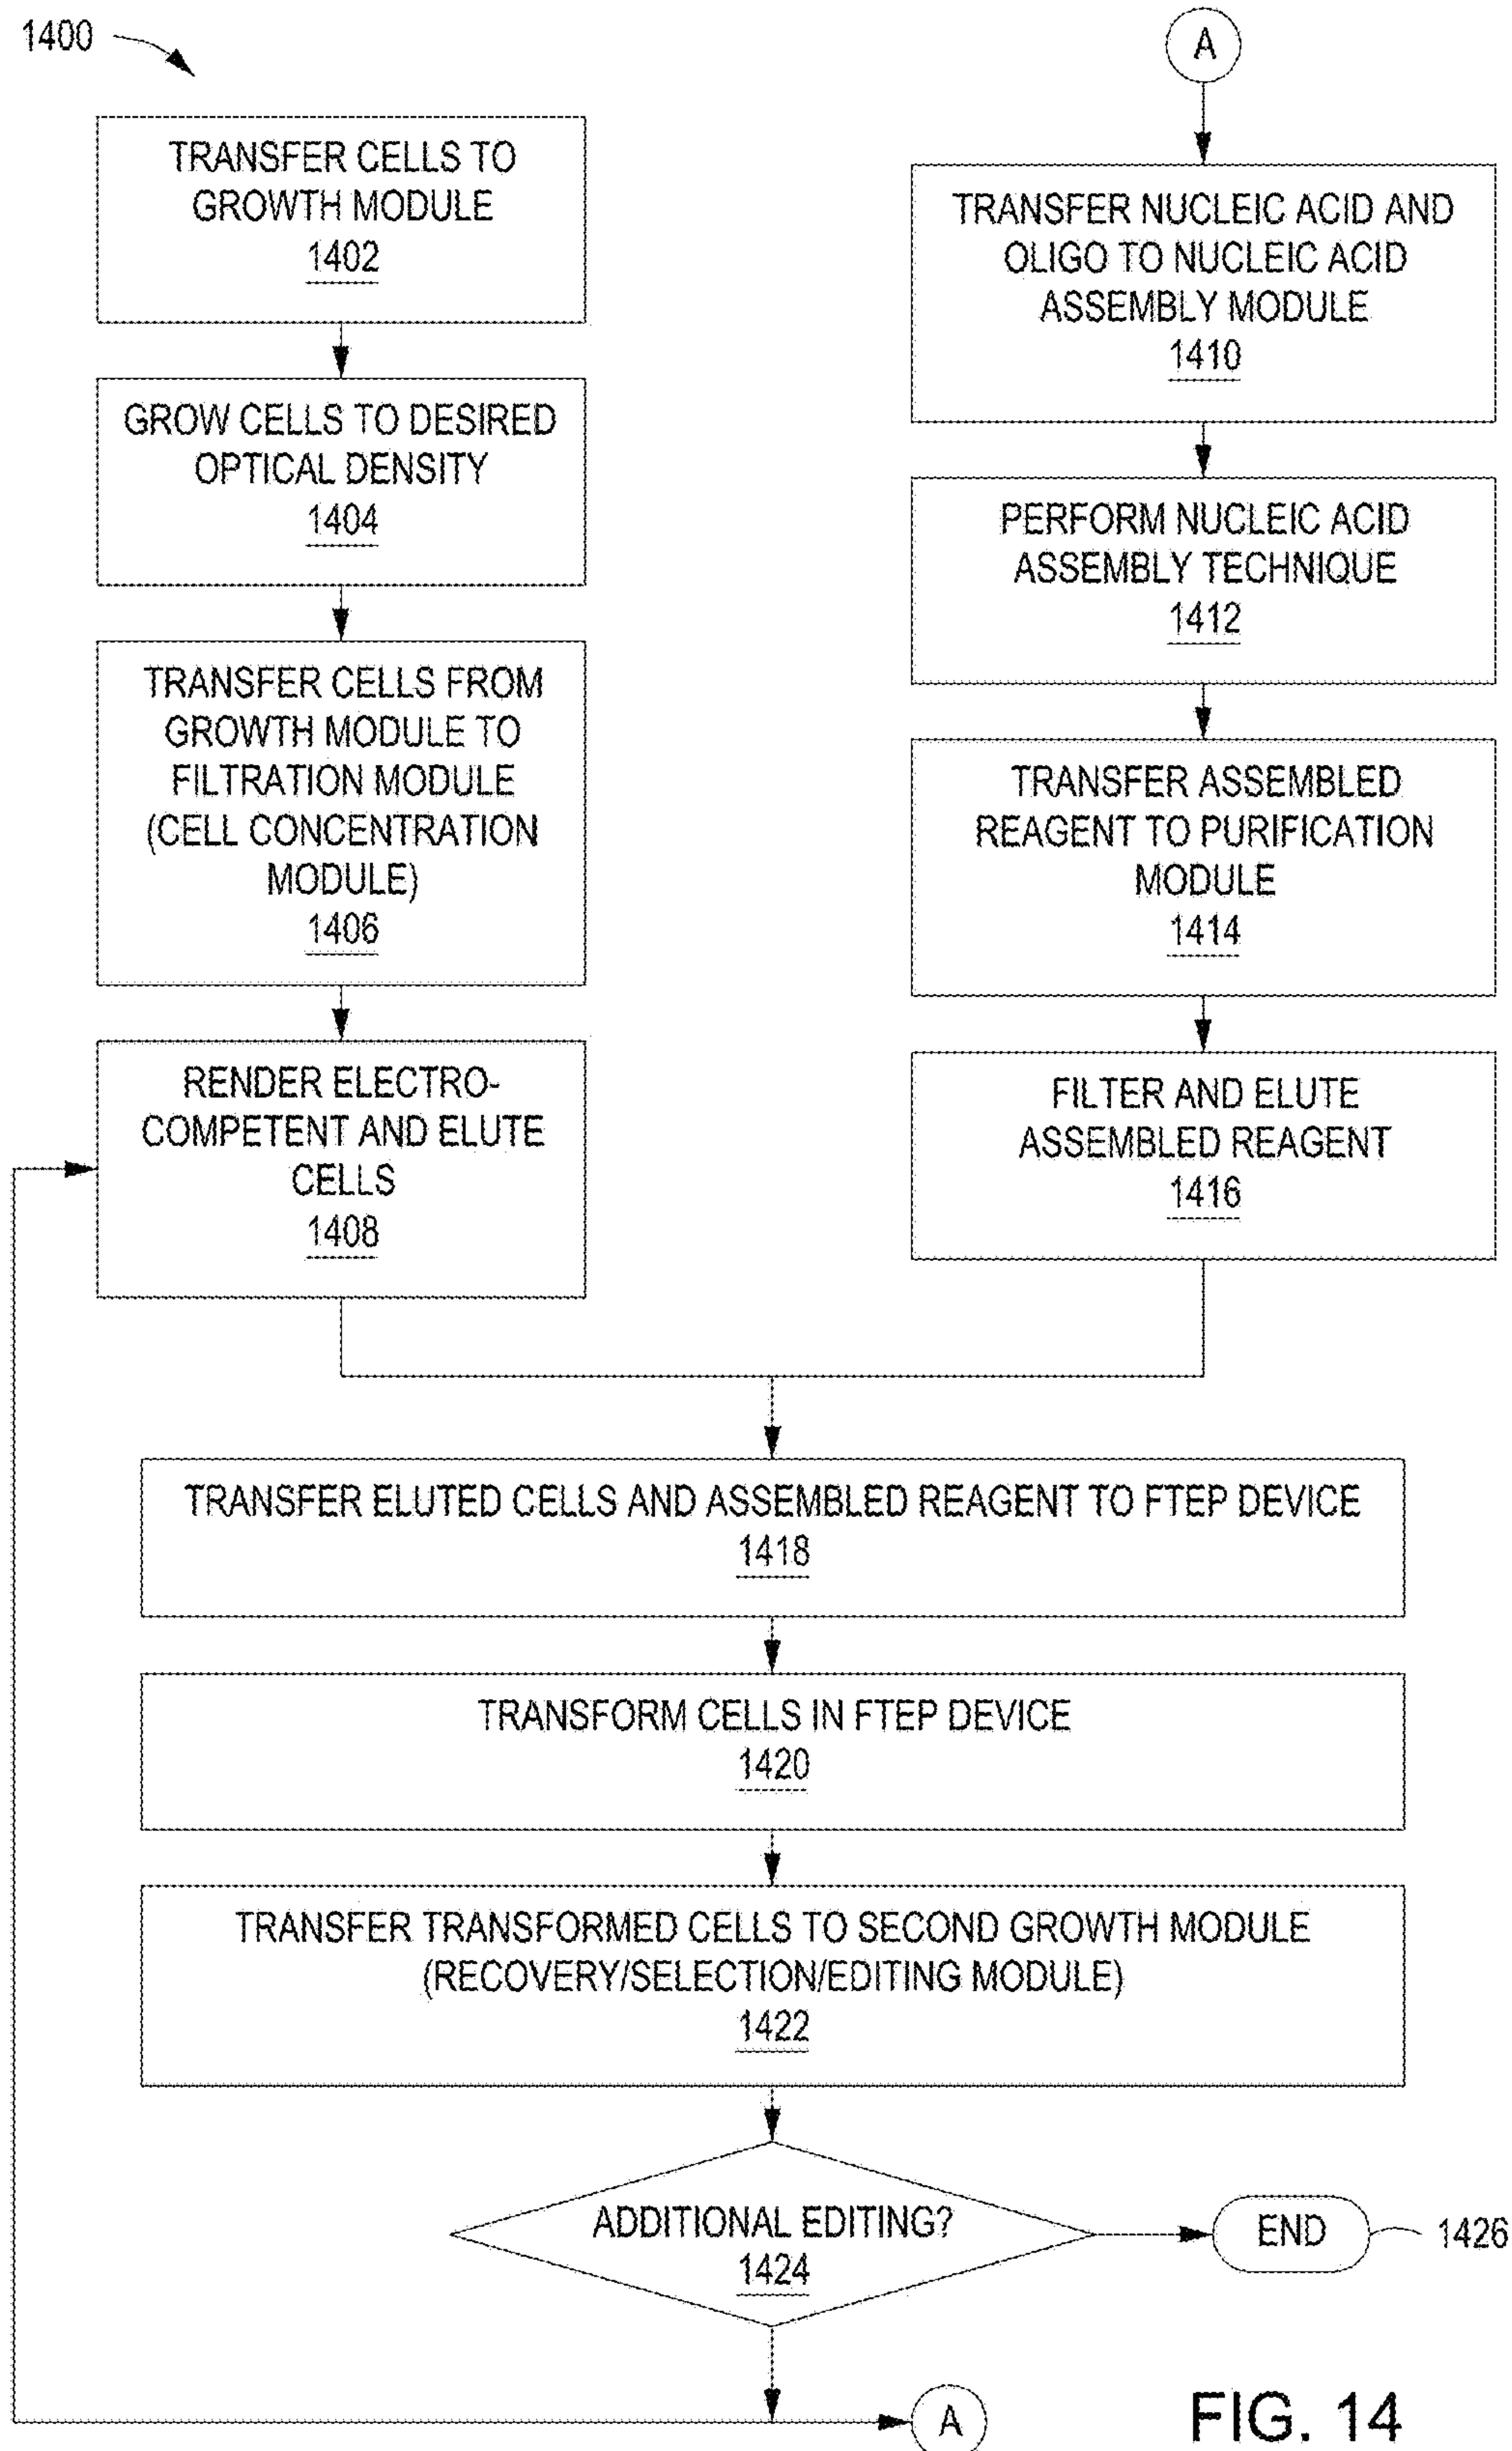 1400
TRANSFER CELLS TO
GROWTH MODULE
1402
GROW CELLS TO DESIRED
OPTICAL DENSITY
1404
TRANSFER CELLS FROM
GROWTH MODULE TO
FILTRATION MODULE
(CELL CONCENTRATION
MODULE)
1406
RENDER ELECTRO-
COMPETENT AND ELUTE
CELLS
1408
A
TRANSFER NUCLEIC ACID AND
OLIGO TO NUCLEIC ACID
ASSEMBLY MODULE
1410
PERFORM NUCLEIC ACID
ASSEMBLY TECHNIQUE
1412
TRANSFER ASSEMBLED
REAGENT TO PURIFICATION
MODULE
1414
FILTER AND ELUTE
ASSEMBLED REAGENT
1416
TRANSFER ELUTED CELLS AND ASSEMBLED REAGENT TO FTEP DEVICE
1418
TRANSFORM CELLS IN FTEP DEVICE
1420
TRANSFER TRANSFORMED CELLS TO SECOND GROWTH MODULE
(RECOVERY/SELECTION/EDITING MODULE)
1422
ADDITIONAL EDITING?
1424
END
1426
A
FIG. 14